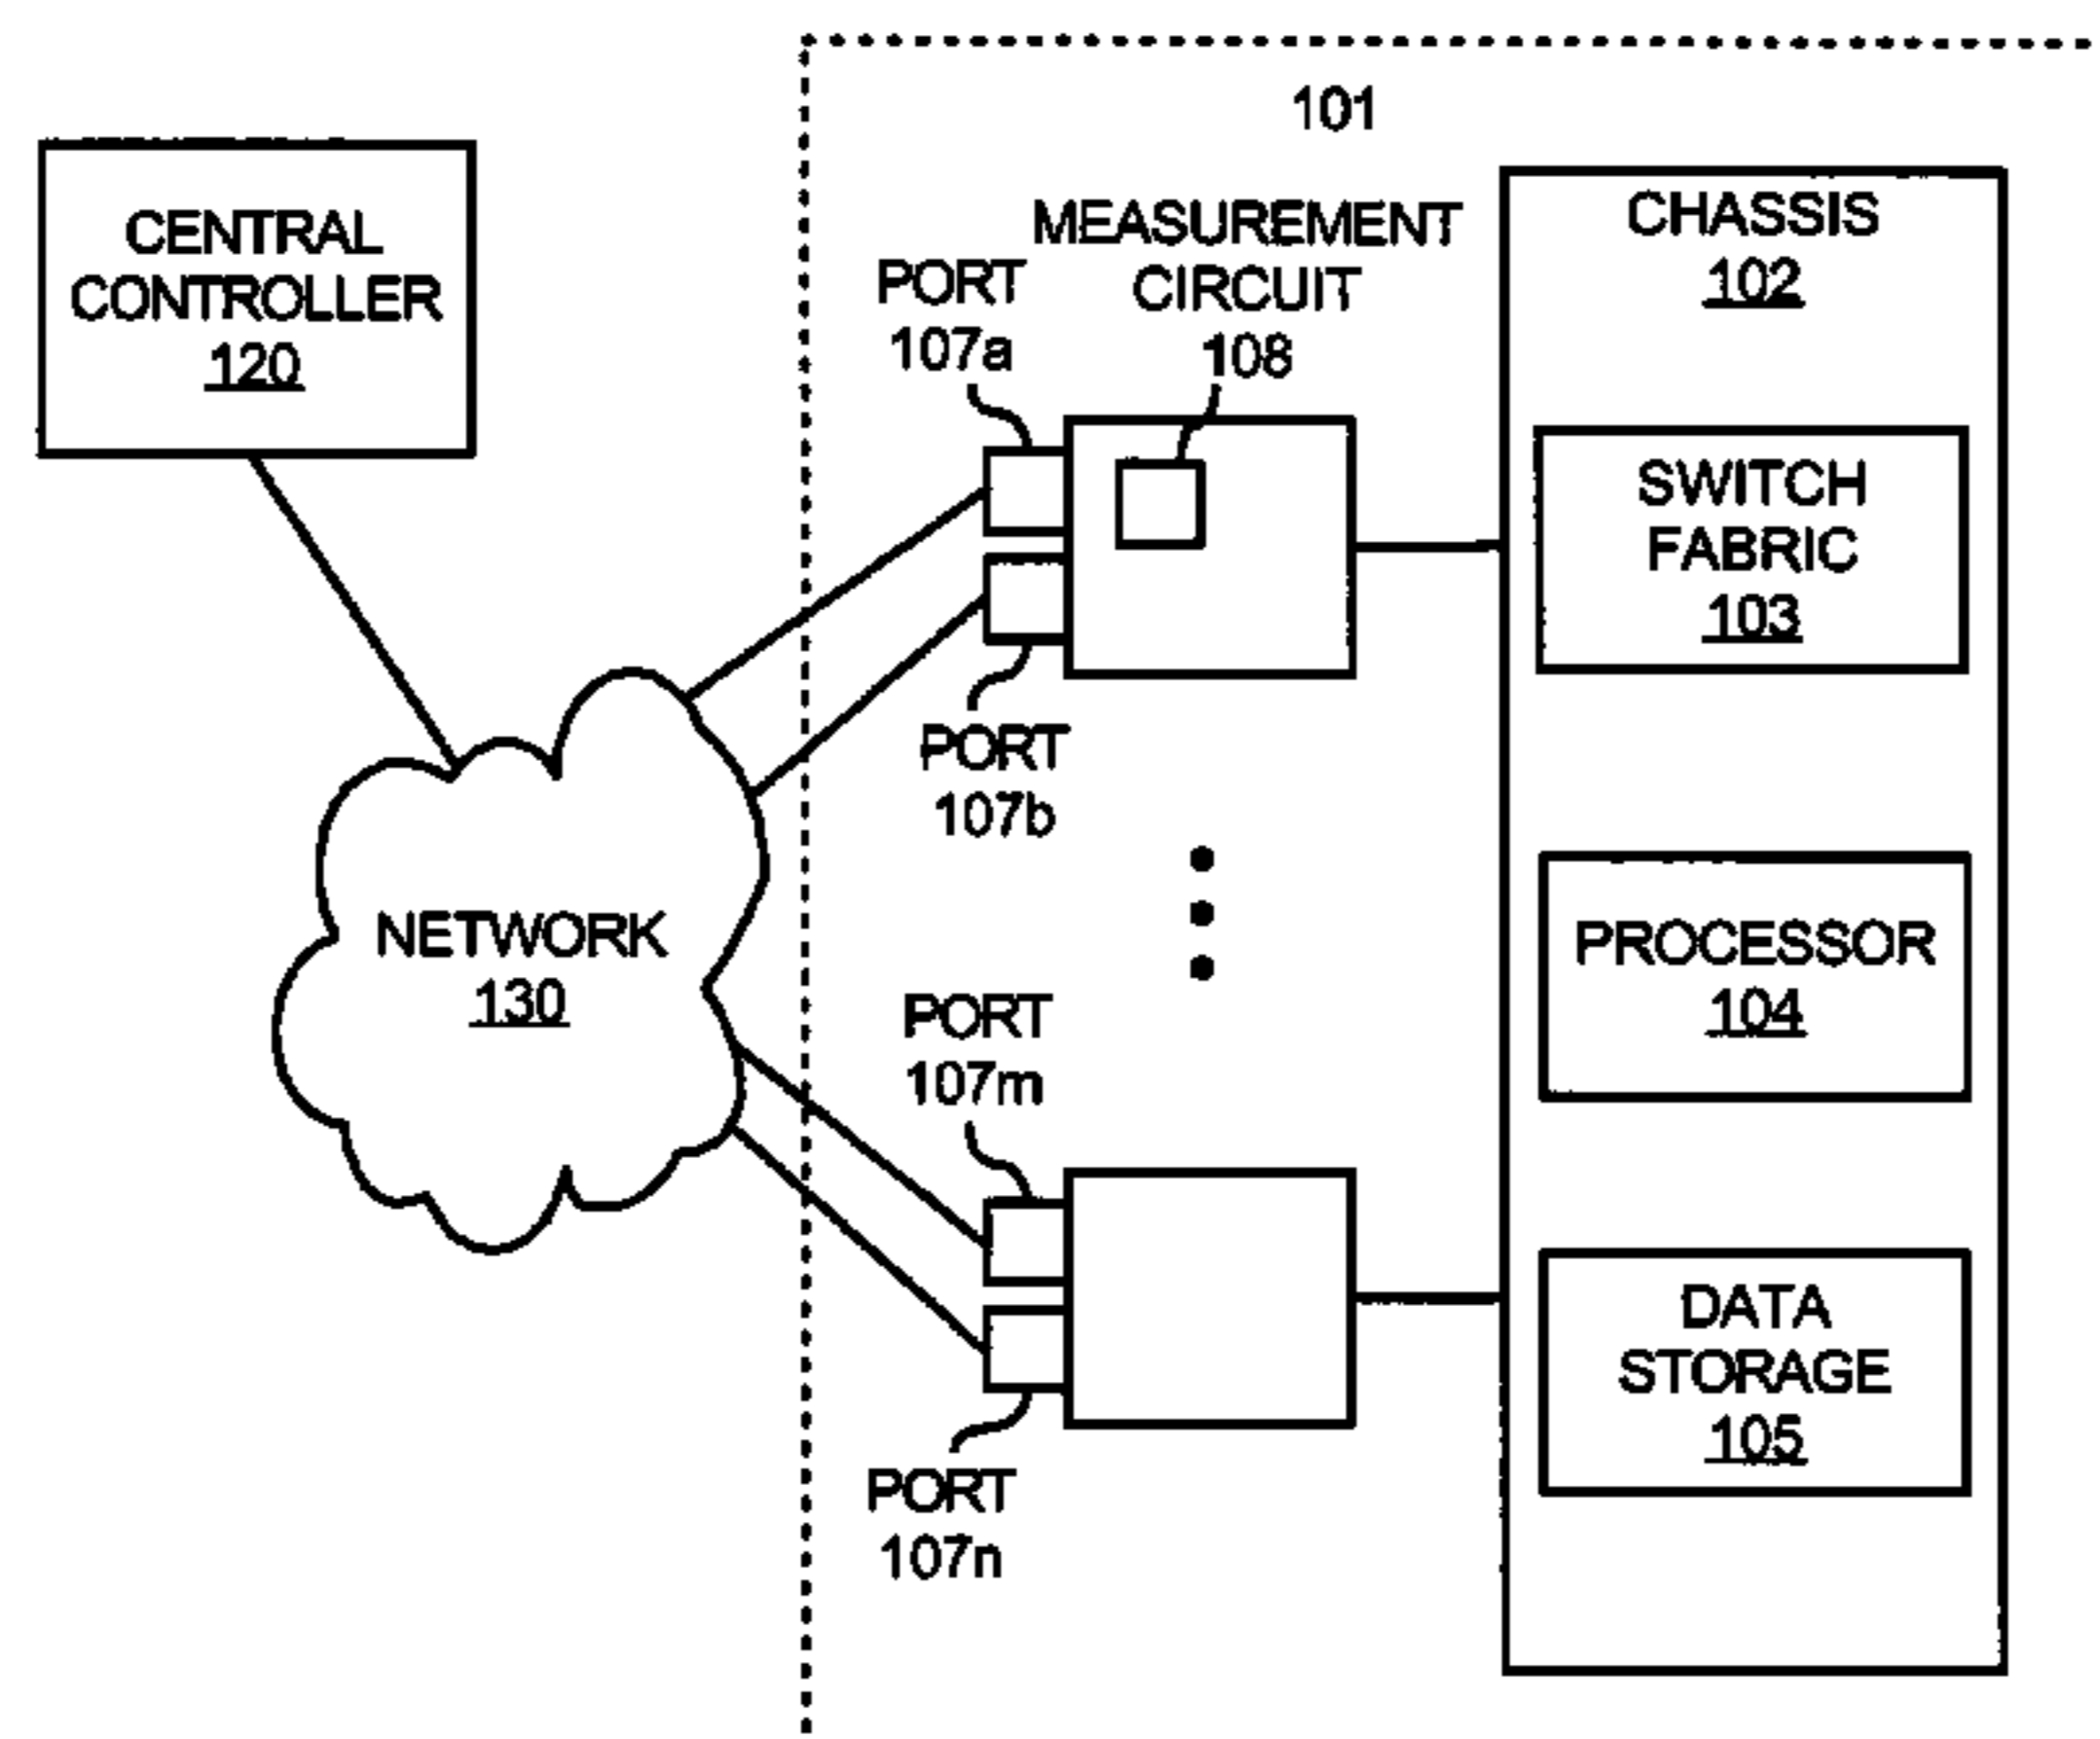 101
CENTRAL
CONTROLLER
120
MEASUREMENT
CIRCUIT
108
PORT
107a
PORT
107b
NETWORK
130
PORT
107m
PORT
107n
CHASSIS
102
SWITCH
FABRIC
103
PROCESSOR
104
DATA
STORAGE
105